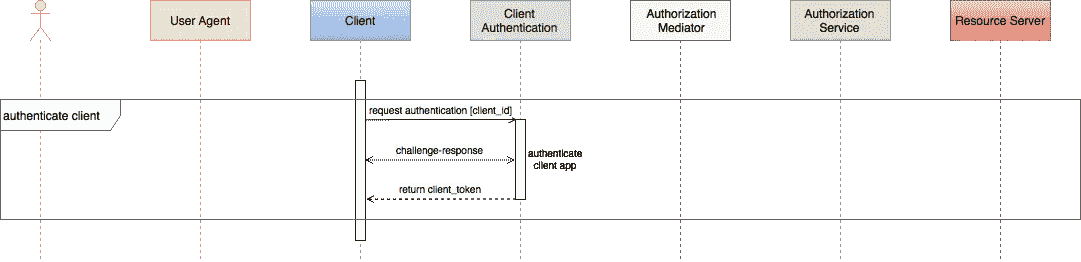 User Agent
Client
Client
Authentication
Authorization
Mediator
Authorization
Service
Resource Server
authenticate client
request authentication [client_id]
challenge-response
authenticate
client app
return client_token